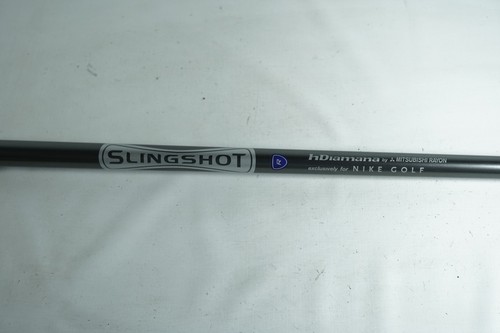 SLINGSHOT
R
hDiamana by MITSUBISHI RAYON
exclusively for NIKE GOLF